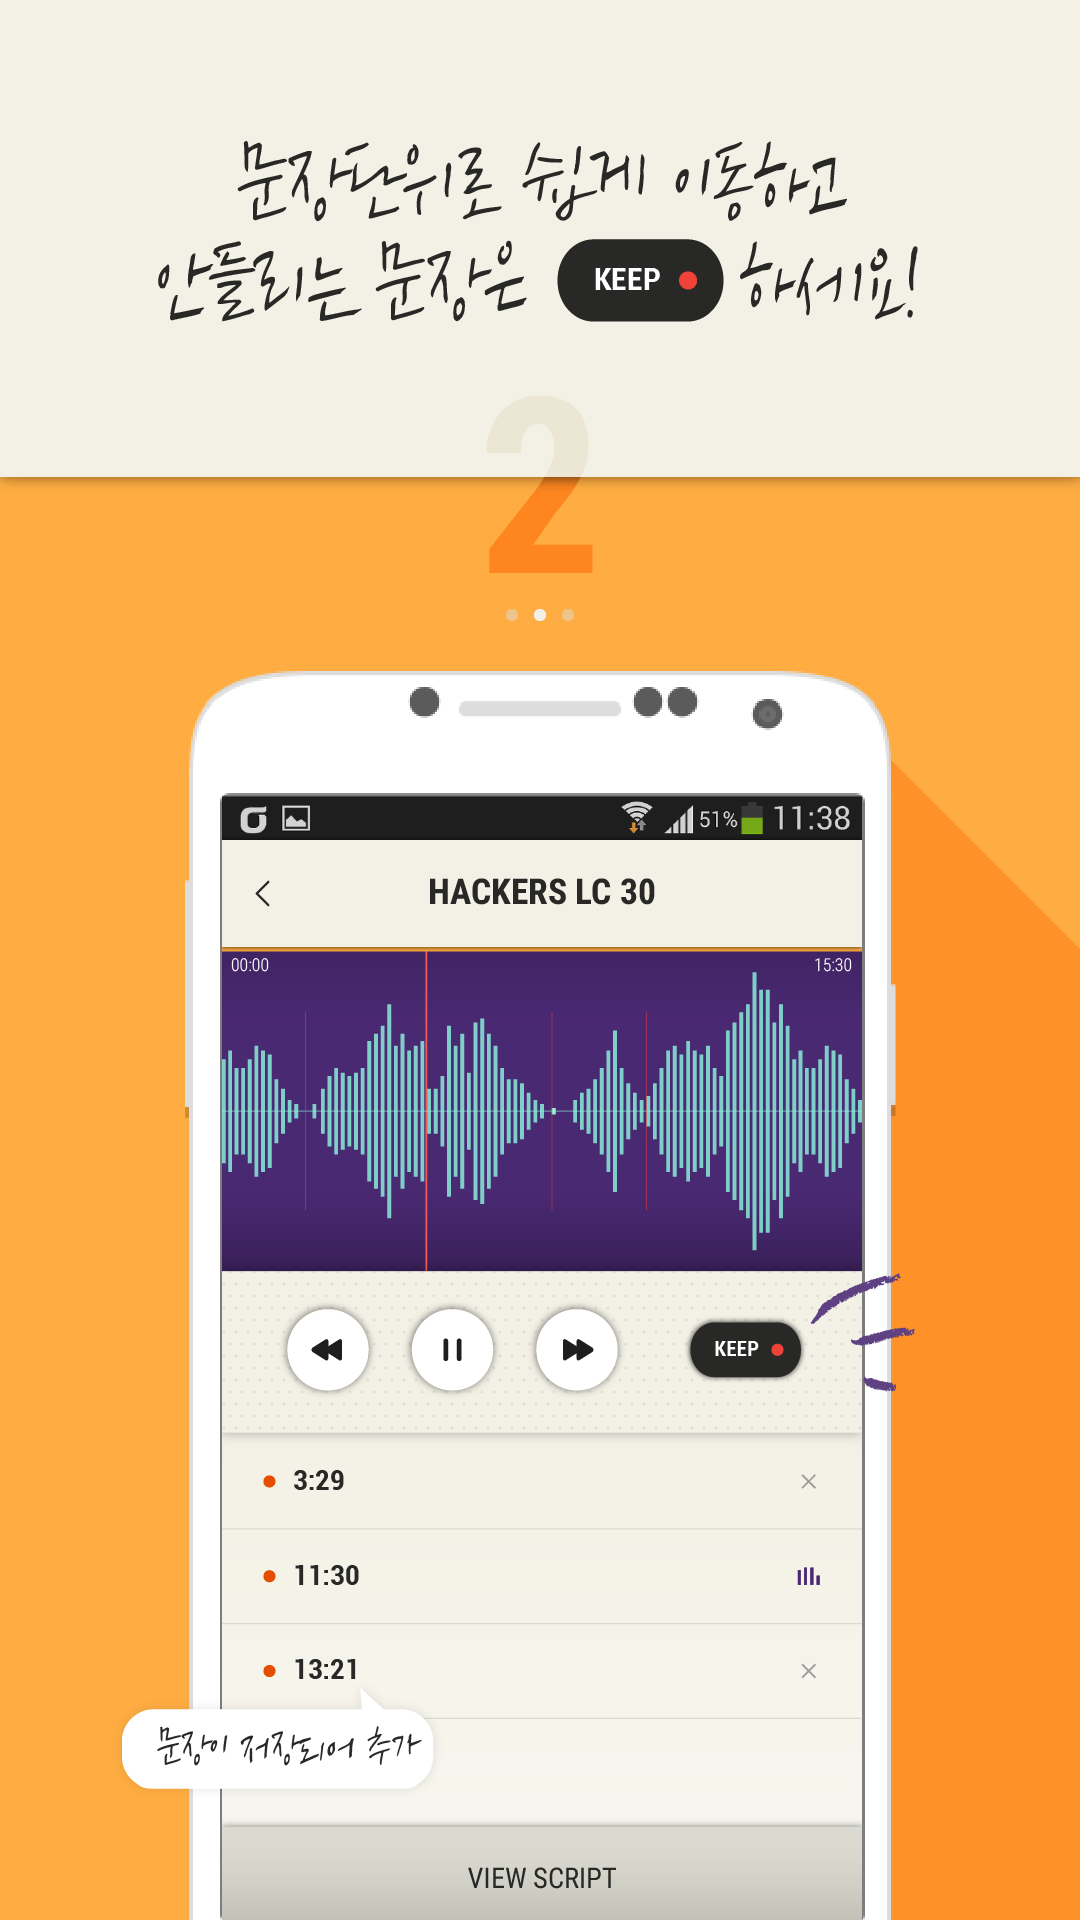 문장단위로 쉽게 이동하고
안들리는 문장은 KEEP 하세요!
2
51% 11:38
HACKERS LC 30
00:00 15:30
KEEP
3:29
11:30
13:21
문장이 저장되어 추가
VIEW SCRIPT